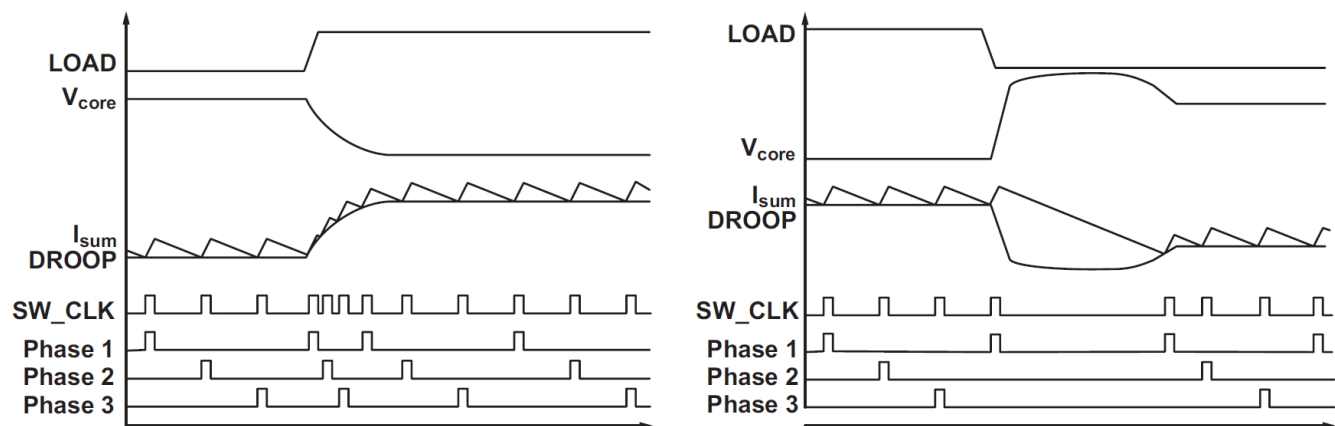 LOAD
Vcore
Isum
DROOP
SW_CLK
Phase 1
Phase 2
Phase 3
LOAD
Vcore
Isum
DROOP
SW_CLK
Phase 1
Phase 2
Phase 3